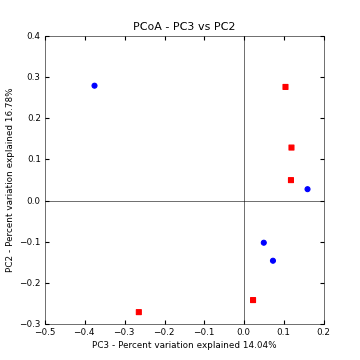 PCoA - PC3 vs PC2
0.4
0.3
0.2
0.1
0.0
−0.1
−0.2
−0.3
PC2 - Percent variation explained 16.78%
−0.5 −0.4 −0.3 −0.2 −0.1 0.0 0.1 0.2
PC3 - Percent variation explained 14.04%